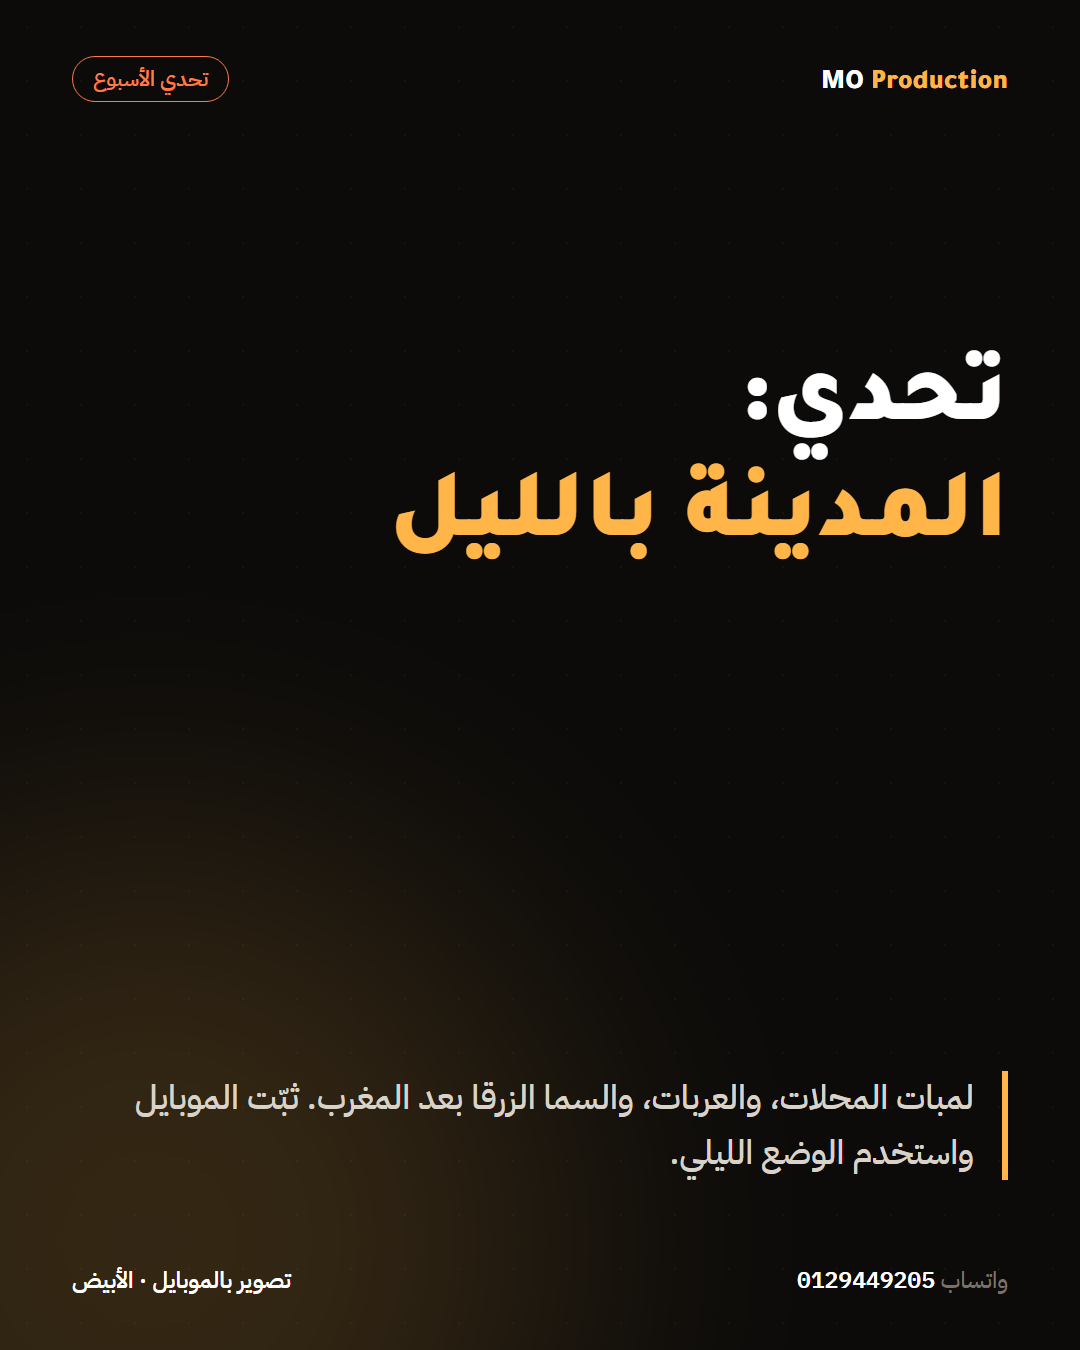 MO Production
تحدي الأسبوع
تحدي:
المدينة بالليل
لمبات المحلات، والعربات، والسما الزرقا بعد المغرب. ثبّت الموبايل
واستخدم الوضع الليلي.
واتساب 0129449205
تصوير بالموبايل · الأبيض